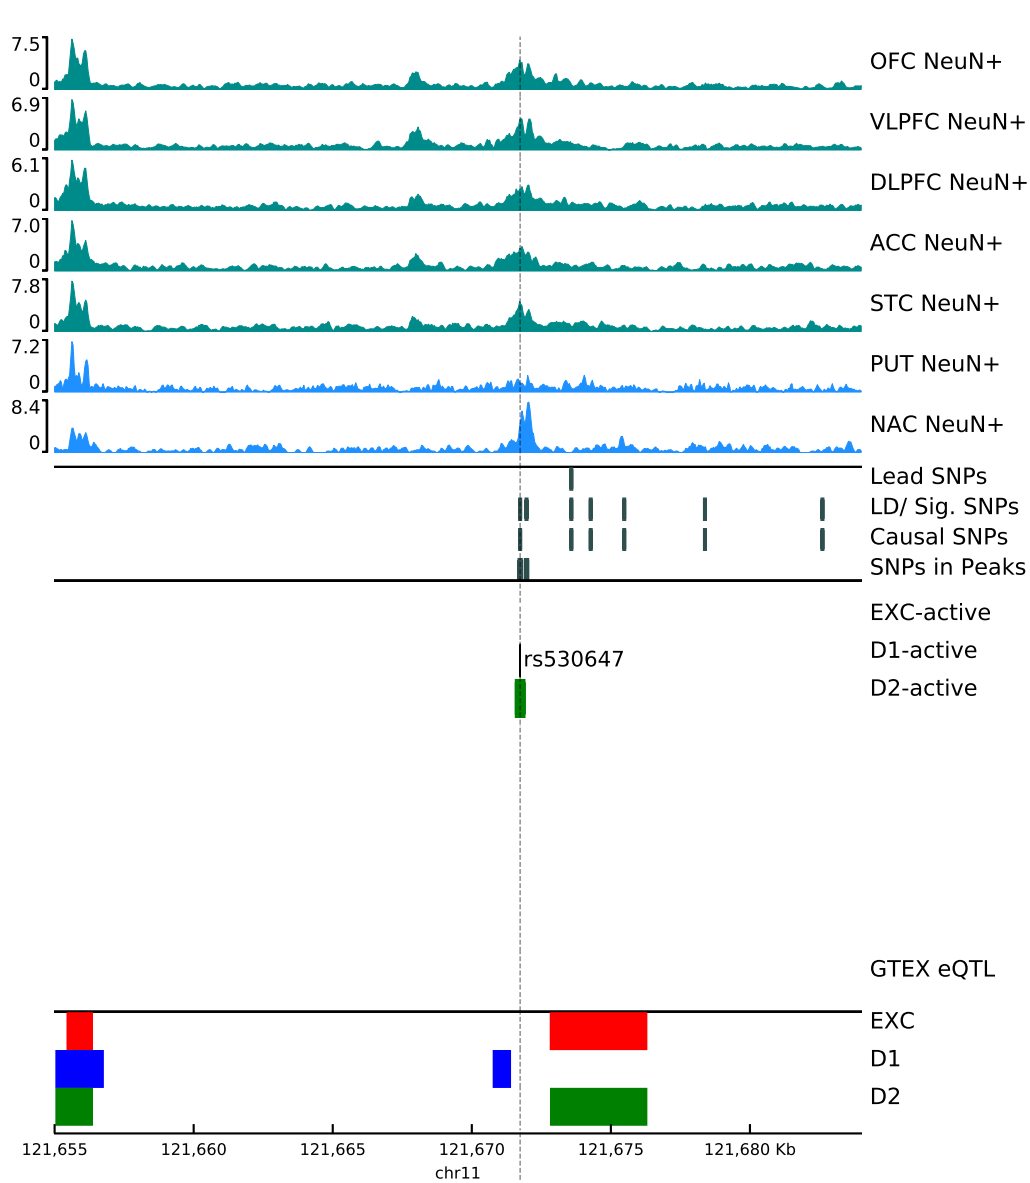 7.5
0
OFC NeuN+
6.9
0
VLPFC NeuN+
6.1
0
DLPFC NeuN+
7.0
0
ACC NeuN+
7.8
0
STC NeuN+
7.2
0
PUT NeuN+
8.4
0
NAC NeuN+
Lead SNPs
LD/ Sig. SNPs
Causal SNPs
SNPs in Peaks
EXC-active
D1-active
rs530647
D2-active
GTEX eQTL
EXC
D1
D2
121,655 121,660 121,665 121,670 121,675 121,680 Kb
chr11